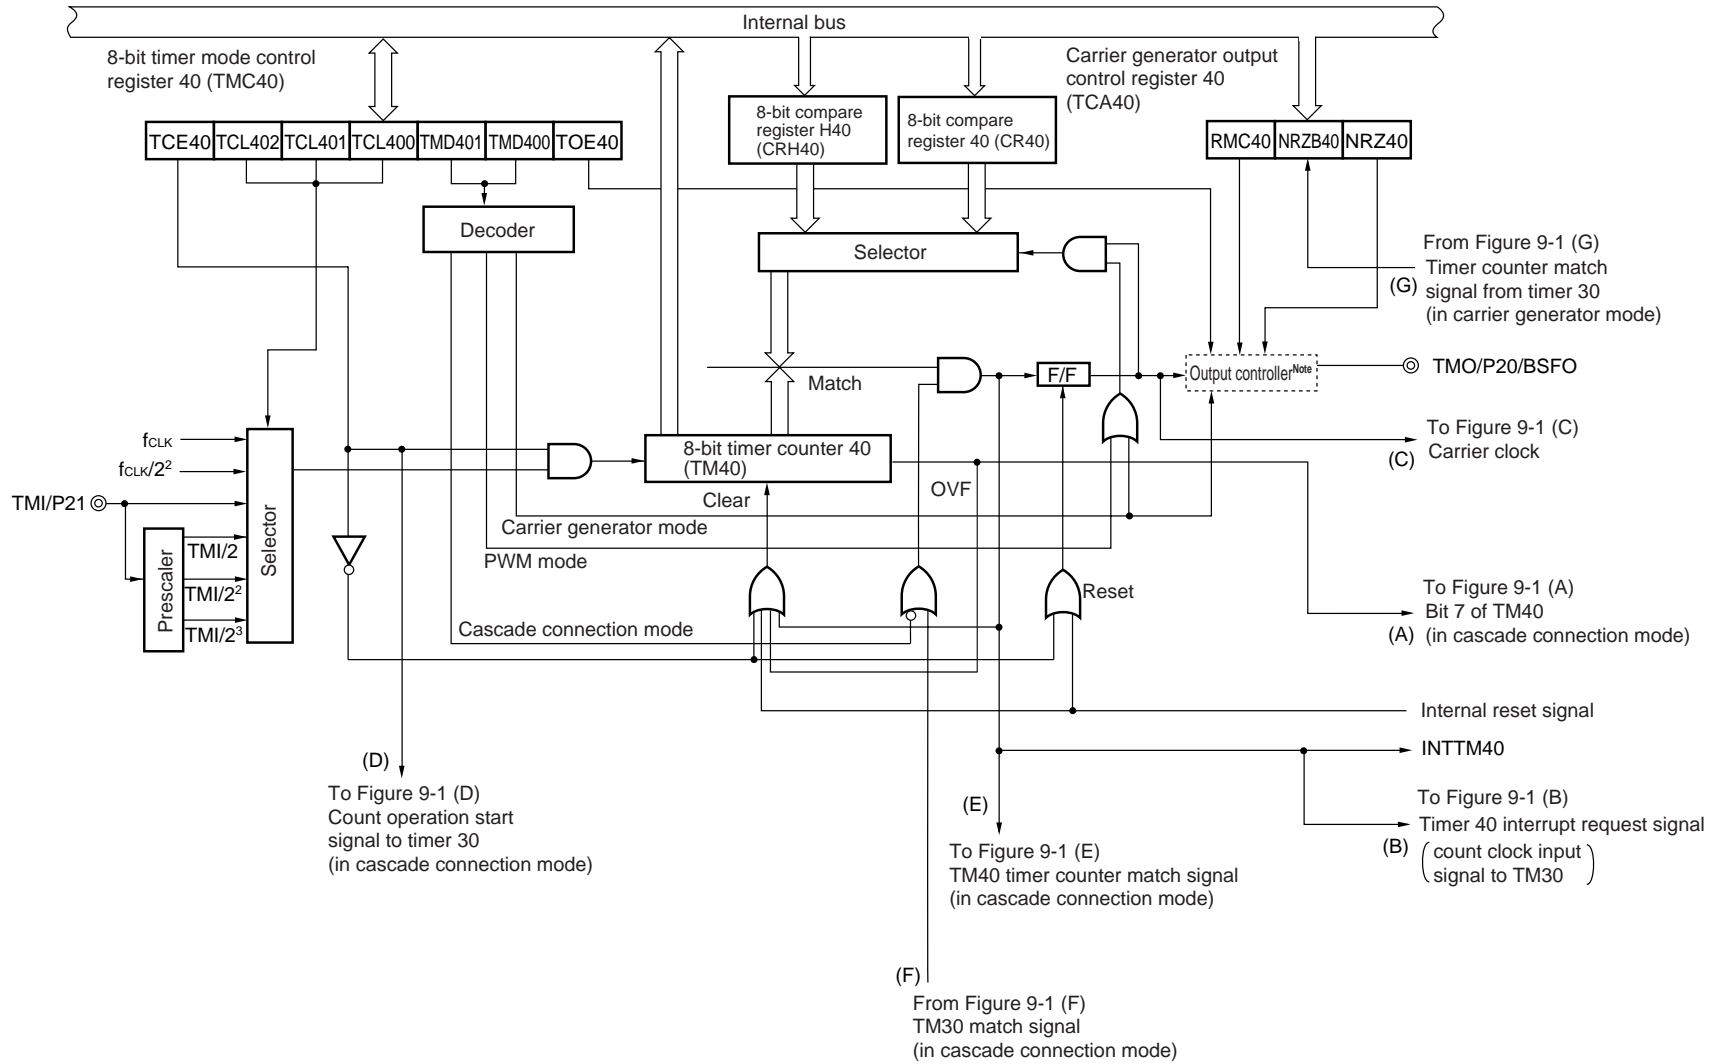 Internal bus
8-bit timer mode control
register 40 (TMC40)
Carrier generator output
control register 40
(TCA40)
8-bit compare
register H40
(CRH40)
8-bit compare
register 40 (CR40)
TCE40 TCL402 TCL401 TCL400 TMD401 TMD400 TOE40
RMC40 NRZB40 NRZ40
Decoder
Selector
From Figure 9-1 (G)
(G) Timer counter match
signal from timer 30
(in carrier generator mode)
Match
F/F
Output controller^Note
TMO/P20/BSFO
To Figure 9-1 (C)
(C) Carrier clock
fCLK
fCLK/2²
TMI/P21
TMI/2
TMI/2²
TMI/2³
Prescaler
Selector
8-bit timer counter 40
(TM40)
Clear
OVF
Carrier generator mode
PWM mode
Reset
Cascade connection mode
To Figure 9-1 (A)
Bit 7 of TM40
(A) (in cascade connection mode)
Internal reset signal
INTTM40
(D)
To Figure 9-1 (D)
Count operation start
signal to timer 30
(in cascade connection mode)
(E)
To Figure 9-1 (E)
TM40 timer counter match signal
(in cascade connection mode)
To Figure 9-1 (B)
Timer 40 interrupt request signal
(B) (count clock input
signal to TM30)
(F)
From Figure 9-1 (F)
TM30 match signal
(in cascade connection mode)